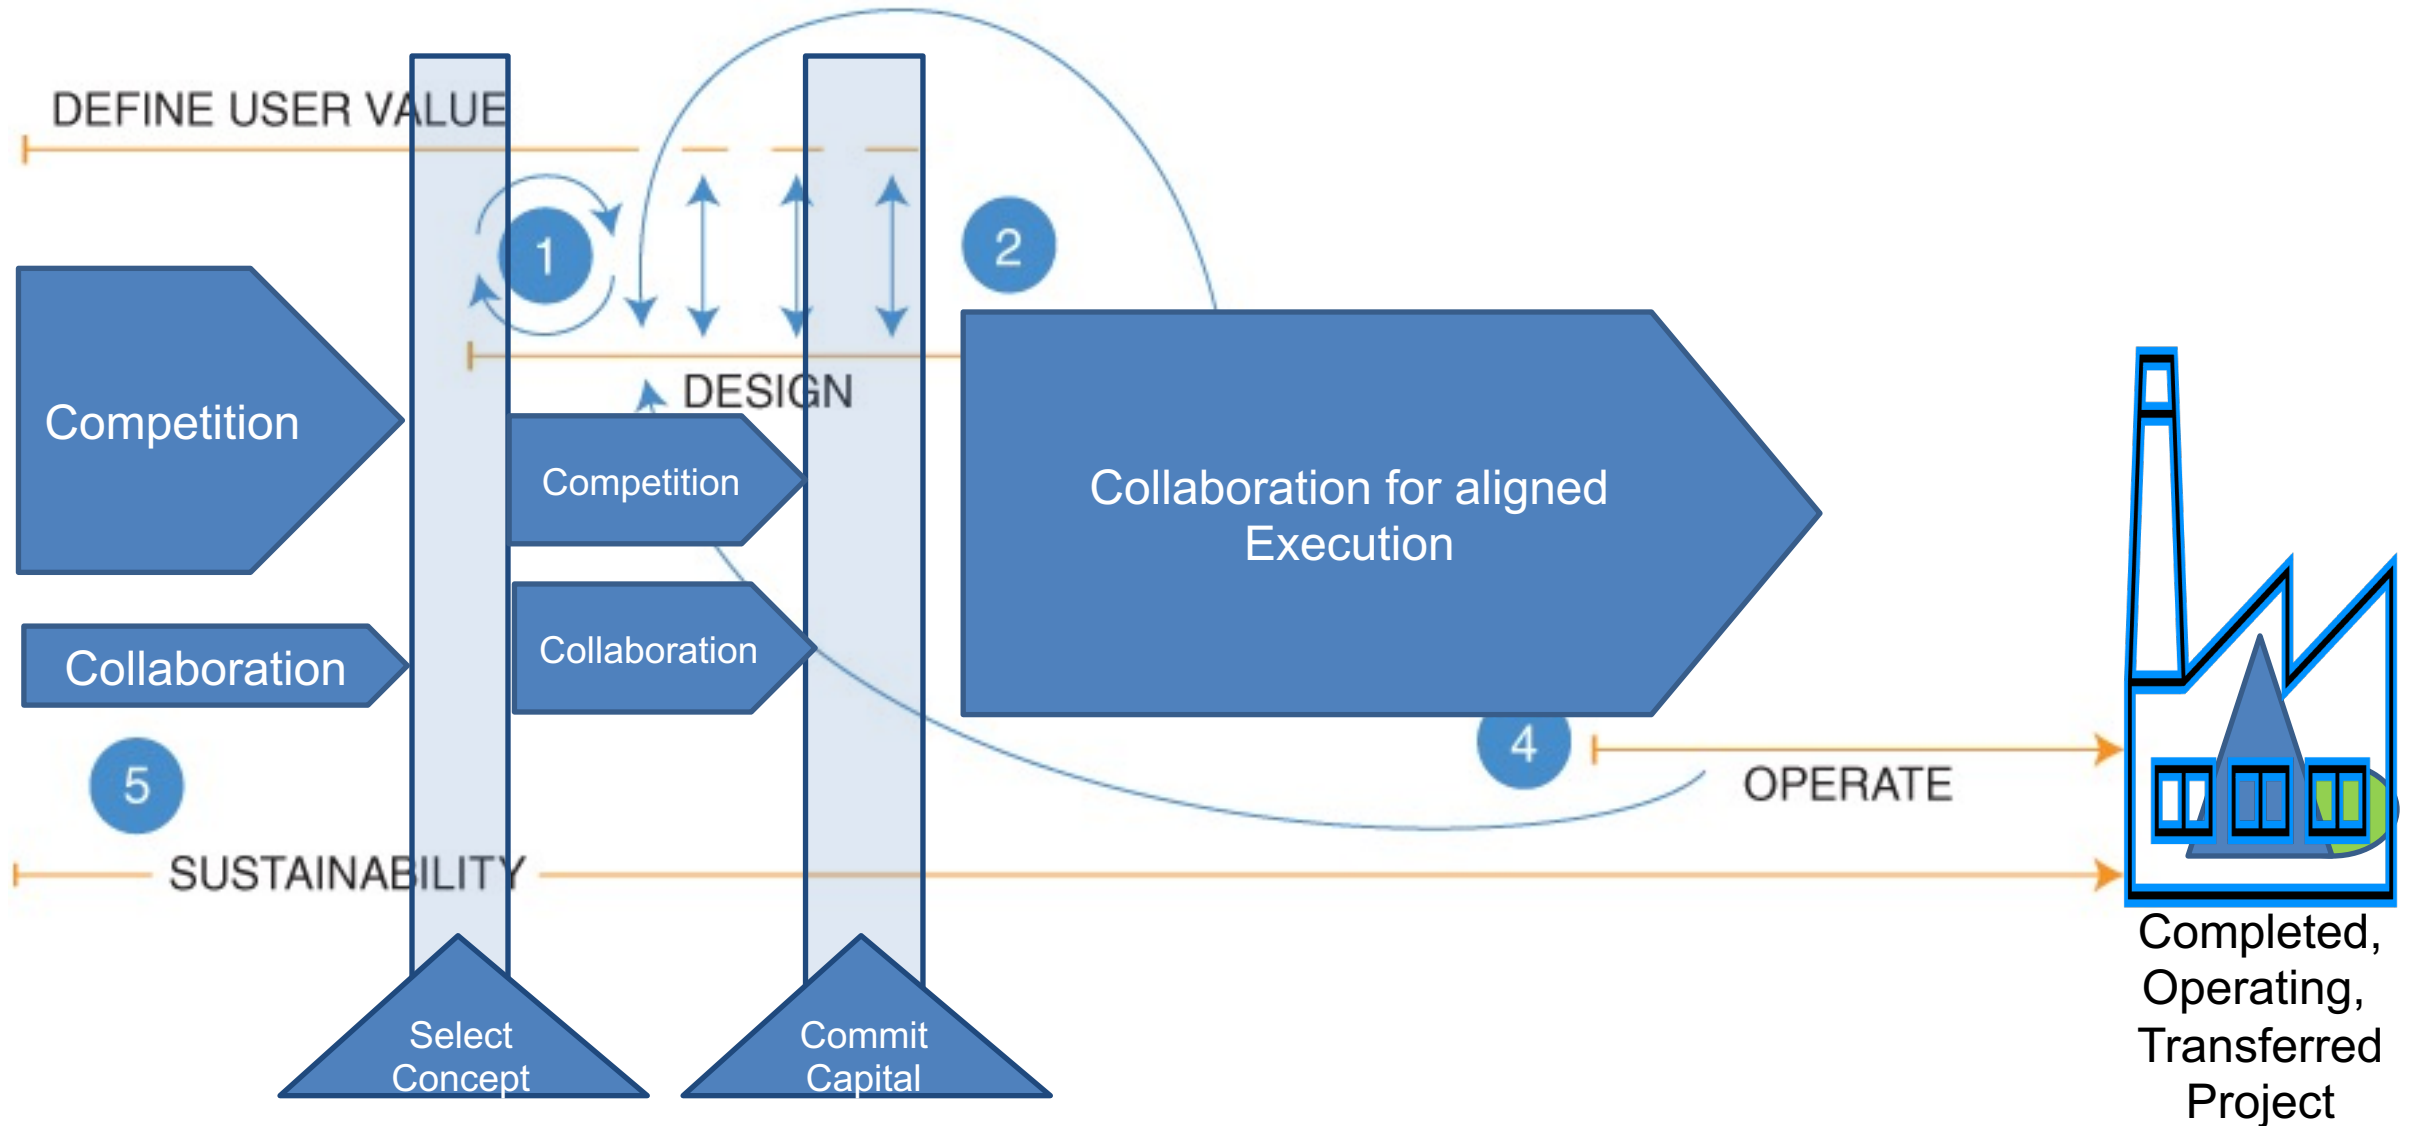 DEFINE USER VALUE
1
2
DESIGN
Competition
Competition
Collaboration for aligned
Execution
Collaboration
Collaboration
4
OPERATE
5
SUSTAINABILITY
Select
Concept
Commit
Capital
Completed,
Operating,
Transferred
Project